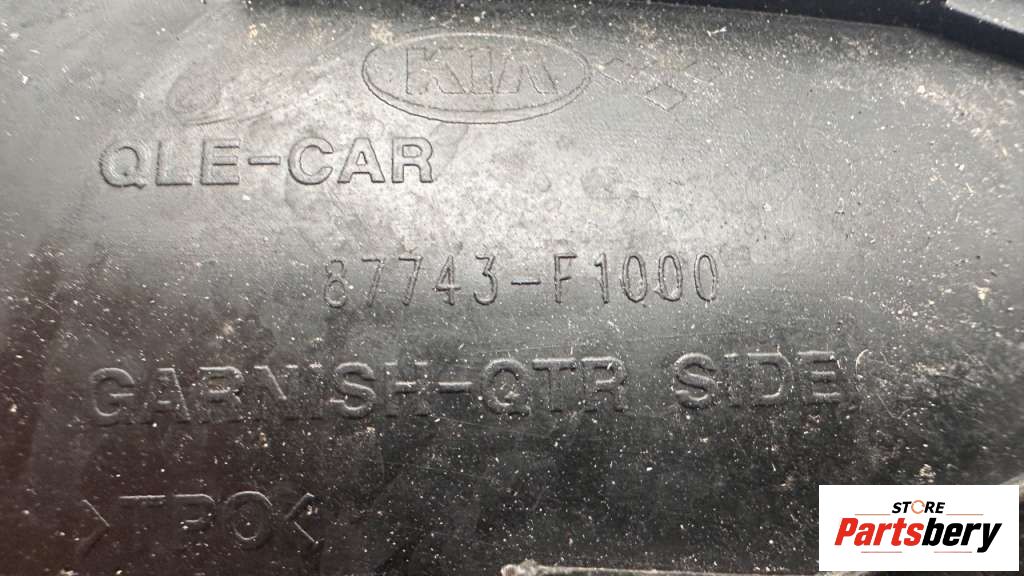 KIA
QLE-CAR
87743-F1000
GARNISH-QTR SIDE,
>TPO<
STORE
Partsbery